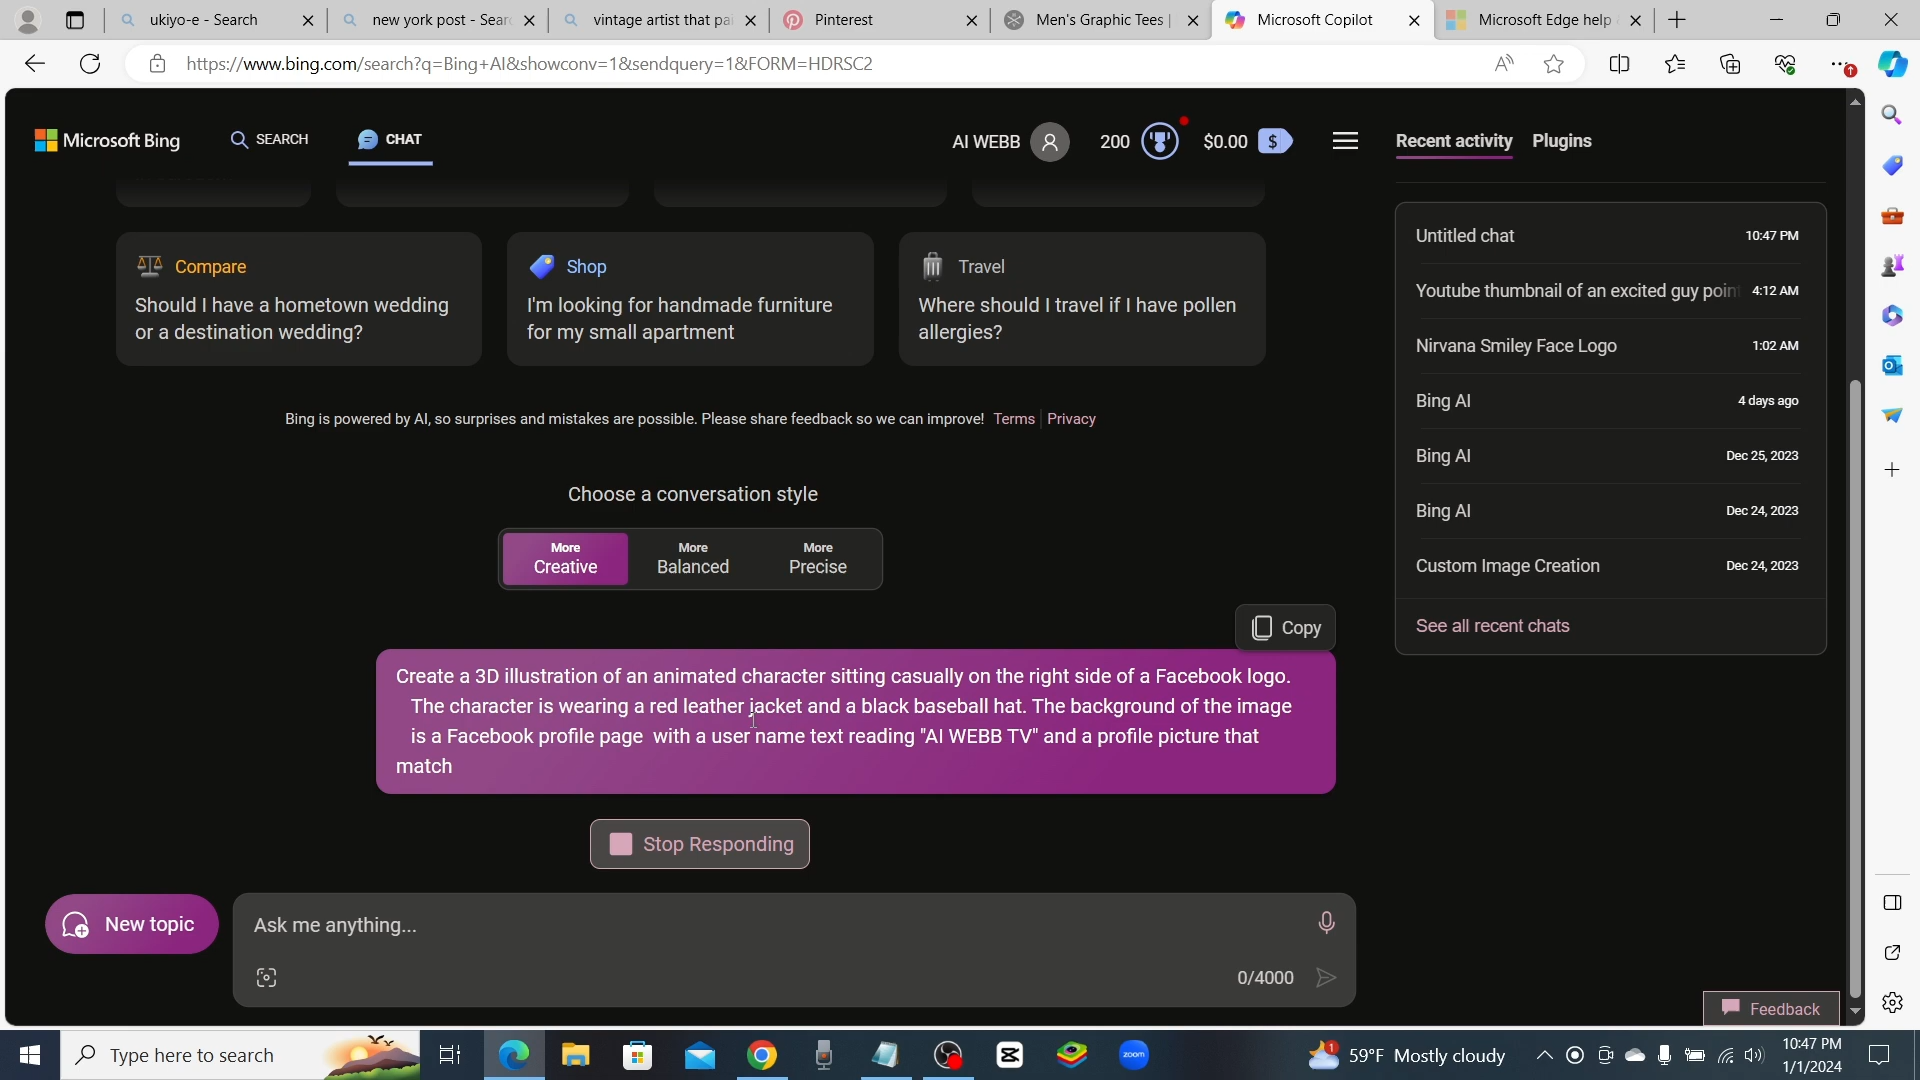 ukiyo-e - Search
new york post - Sear
vintage artist that pai
Pinterest
Men's Graphic Tees |
Microsoft Copilot
Microsoft Edge help
https://www.bing.com/search?q=Bing+AI&showconv=1&sendquery=1&FORM=HDRSC2
Microsoft Bing
SEARCH
CHAT
AI WEBB
200
$0.00
Recent activity
Plugins
Compare
Should I have a hometown wedding
or a destination wedding?
Shop
I'm looking for handmade furniture
for my small apartment
Travel
Where should I travel if I have pollen
allergies?
Bing is powered by AI, so surprises and mistakes are possible. Please share feedback so we can improve! Terms | Privacy
Choose a conversation style
More
Creative
More
Balanced
More
Precise
Copy
Create a 3D illustration of an animated character sitting casually on the right side of a Facebook logo.
The character is wearing a red leather jacket and a black baseball hat. The background of the image
is a Facebook profile page with a user name text reading "AI WEBB TV" and a profile picture that
match
Stop Responding
New topic
Ask me anything...
0/4000
Untitled chat 10:47 PM
Youtube thumbnail of an excited guy poin 4:12 AM
Nirvana Smiley Face Logo 1:02 AM
Bing AI 4 days ago
Bing AI Dec 25, 2023
Bing AI Dec 24, 2023
Custom Image Creation Dec 24, 2023
See all recent chats
Feedback
Type here to search
zoom
59°F Mostly cloudy
10:47 PM
1/1/2024